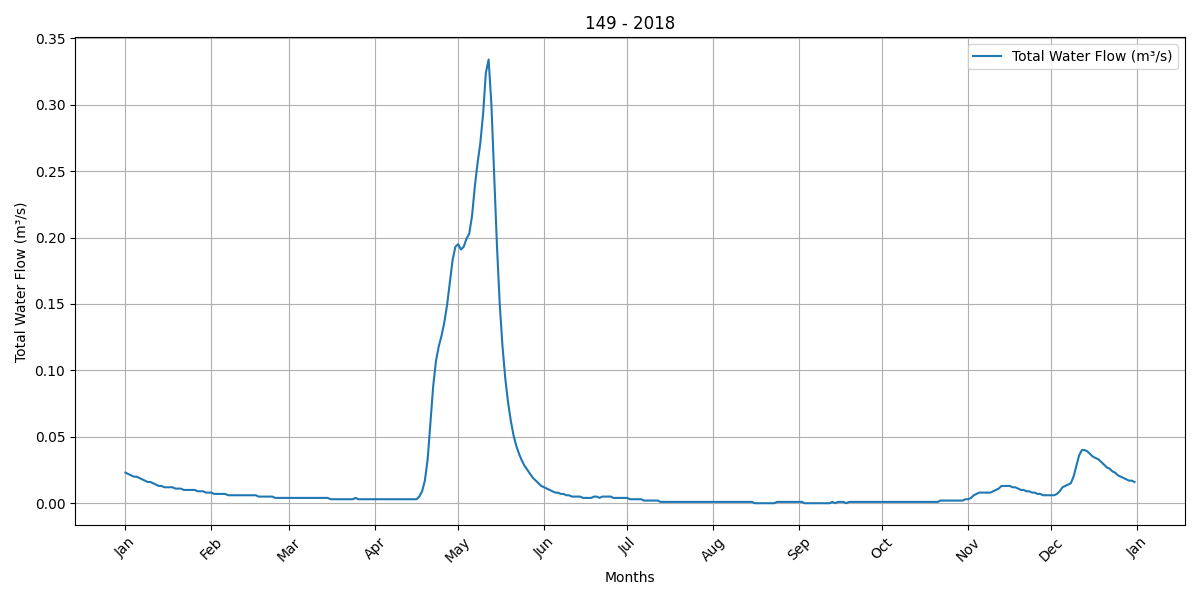 149 - 2018
Total Water Flow (m³/s)
Total Water Flow (m³/s)
0.35
0.30
0.25
0.20
0.15
0.10
0.05
0.00
Jan
Feb
Mar
Apr
May
Jun
Jul
Aug
Sep
Oct
Nov
Dec
Jan
Months